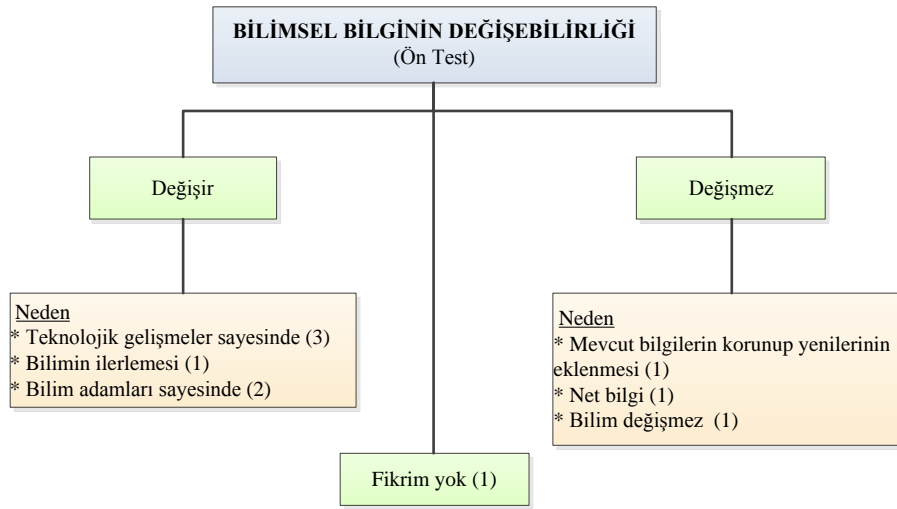 BİLİMSEL BİLGİNİN DEĞİŞEBİLİRLİĞİ
(Ön Test)
Değişir
Değişmez
Neden
* Teknolojik gelişmeler sayesinde (3)
* Bilimin ilerlemesi (1)
* Bilim adamları sayesinde (2)
Neden
* Mevcut bilgilerin korunup yenilerinin
eklenmesi (1)
* Net bilgi (1)
* Bilim değişmez (1)
Fikrim yok (1)